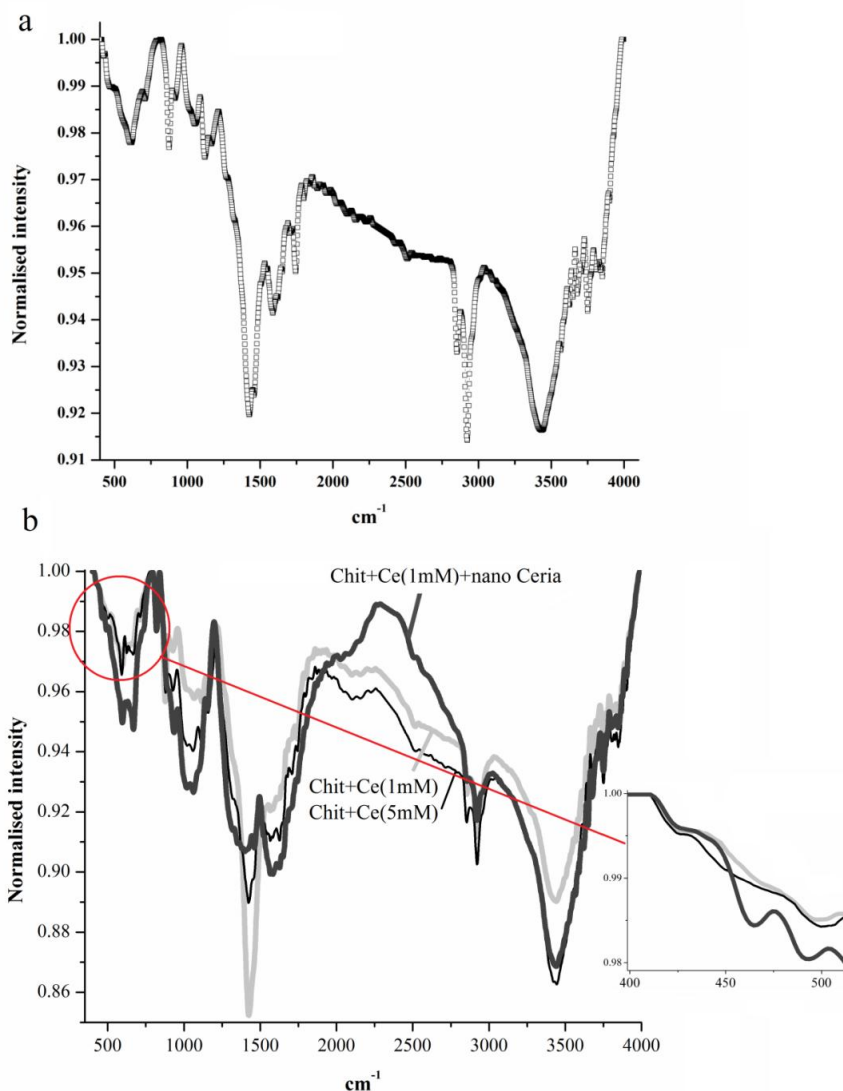 a
1.00
0.99
0.98
0.97
0.96
0.95
0.94
0.93
0.92
0.91
Normalised intensity
500 1000 1500 2000 2500 3000 3500 4000
cm-1
b
1.00
0.98
0.96
0.94
0.92
0.90
0.88
0.86
Normalised intensity
Chit+Ce(1mM)+nano Ceria
Chit+Ce(1mM)
Chit+Ce(5mM)
500 1000 1500 2000 2500 3000 3500 4000
cm-1
1.00
0.99
0.98
400 450 500